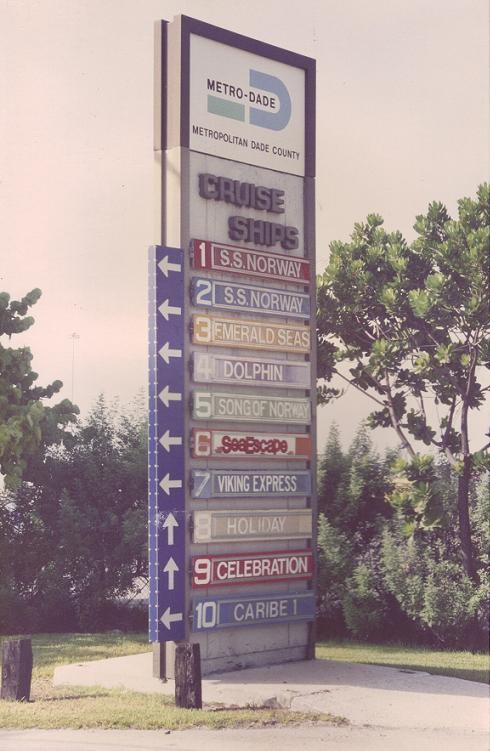 METRO-DADE
METROPOLITAN DADE COUNTY
CRUISE
SHIPS
1 S.S. NORWAY
2 S.S. NORWAY
3 EMERALD SEAS
4 DOLPHIN
5 SONG OF NORWAY
6 SeaEscape
7 VIKING EXPRESS
8 HOLIDAY
9 CELEBRATION
10 CARIBE 1